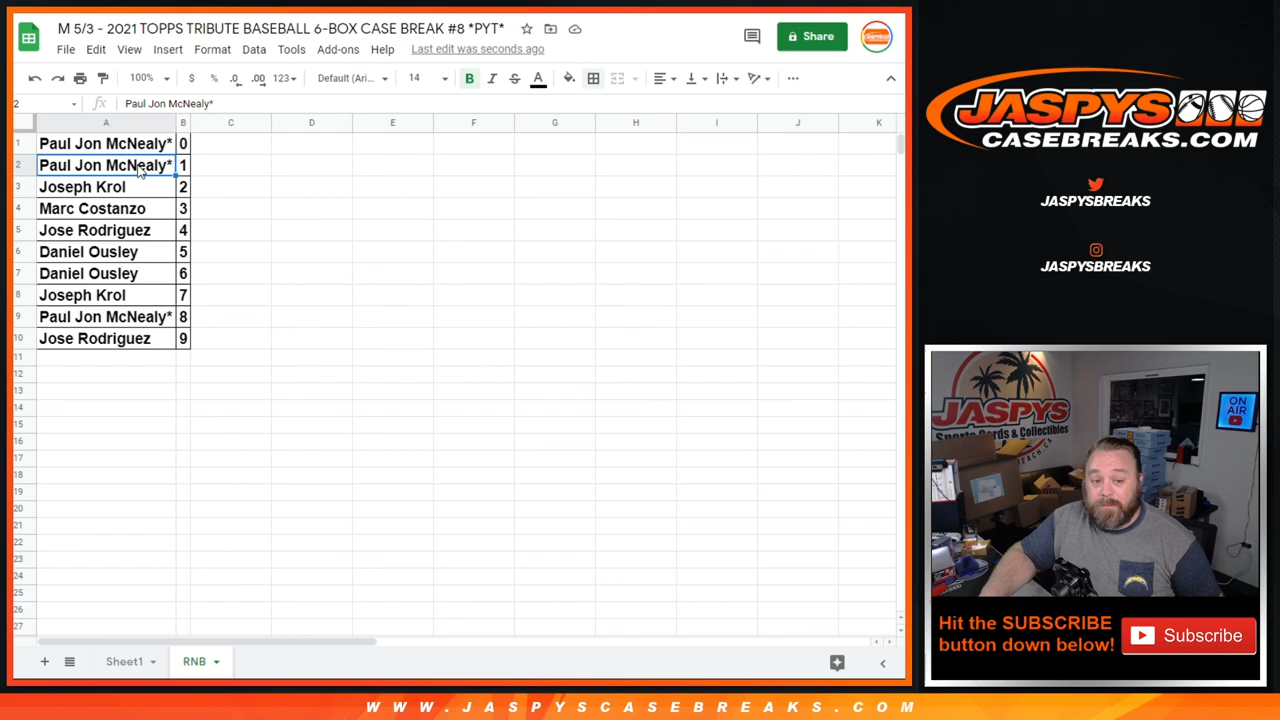 M 5/3 - 2021 TOPPS TRIBUTE BASEBALL 6-BOX CASE BREAK #8 *PYT*
File Edit View Insert Format Data Tools Add-ons Help Last edit was seconds ago
Share
100% $ % .0 .00 123 Default (Ari... 14 B I S A
2 fx Paul Jon McNealy*
A B C D E F G H I J K
1 Paul Jon McNealy* 0
2 Paul Jon McNealy* 1
3 Joseph Krol 2
4 Marc Costanzo 3
5 Jose Rodriguez 4
6 Daniel Ousley 5
7 Daniel Ousley 6
8 Joseph Krol 7
9 Paul Jon McNealy* 8
10 Jose Rodriguez 9
11
12
13
14
15
16
17
18
19
20
21
22
23
24
25
26
27
Sheet1 RNB
JASPYS
CASEBREAKS.COM
JASPYSBREAKS
JASPYSBREAKS
JASPYS
Sports Cards & Collectibles
ON
AIR
Hit the SUBSCRIBE
button down below!
Subscribe
WWW.JASPYSCASEBREAKS.COM